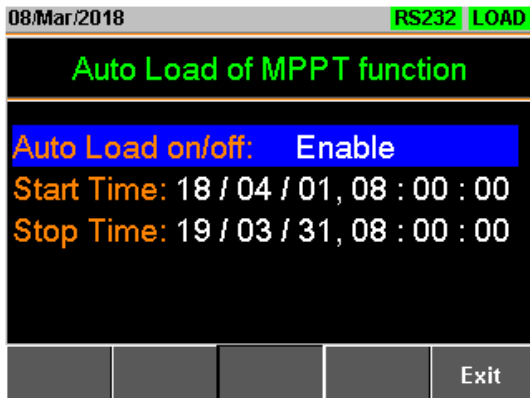 08/Mar/2018 RS232 LOAD
Auto Load of MPPT function
Auto Load on/off: Enable
Start Time: 18 / 04 / 01, 08 : 00 : 00
Stop Time: 19 / 03 / 31, 08 : 00 : 00
Exit